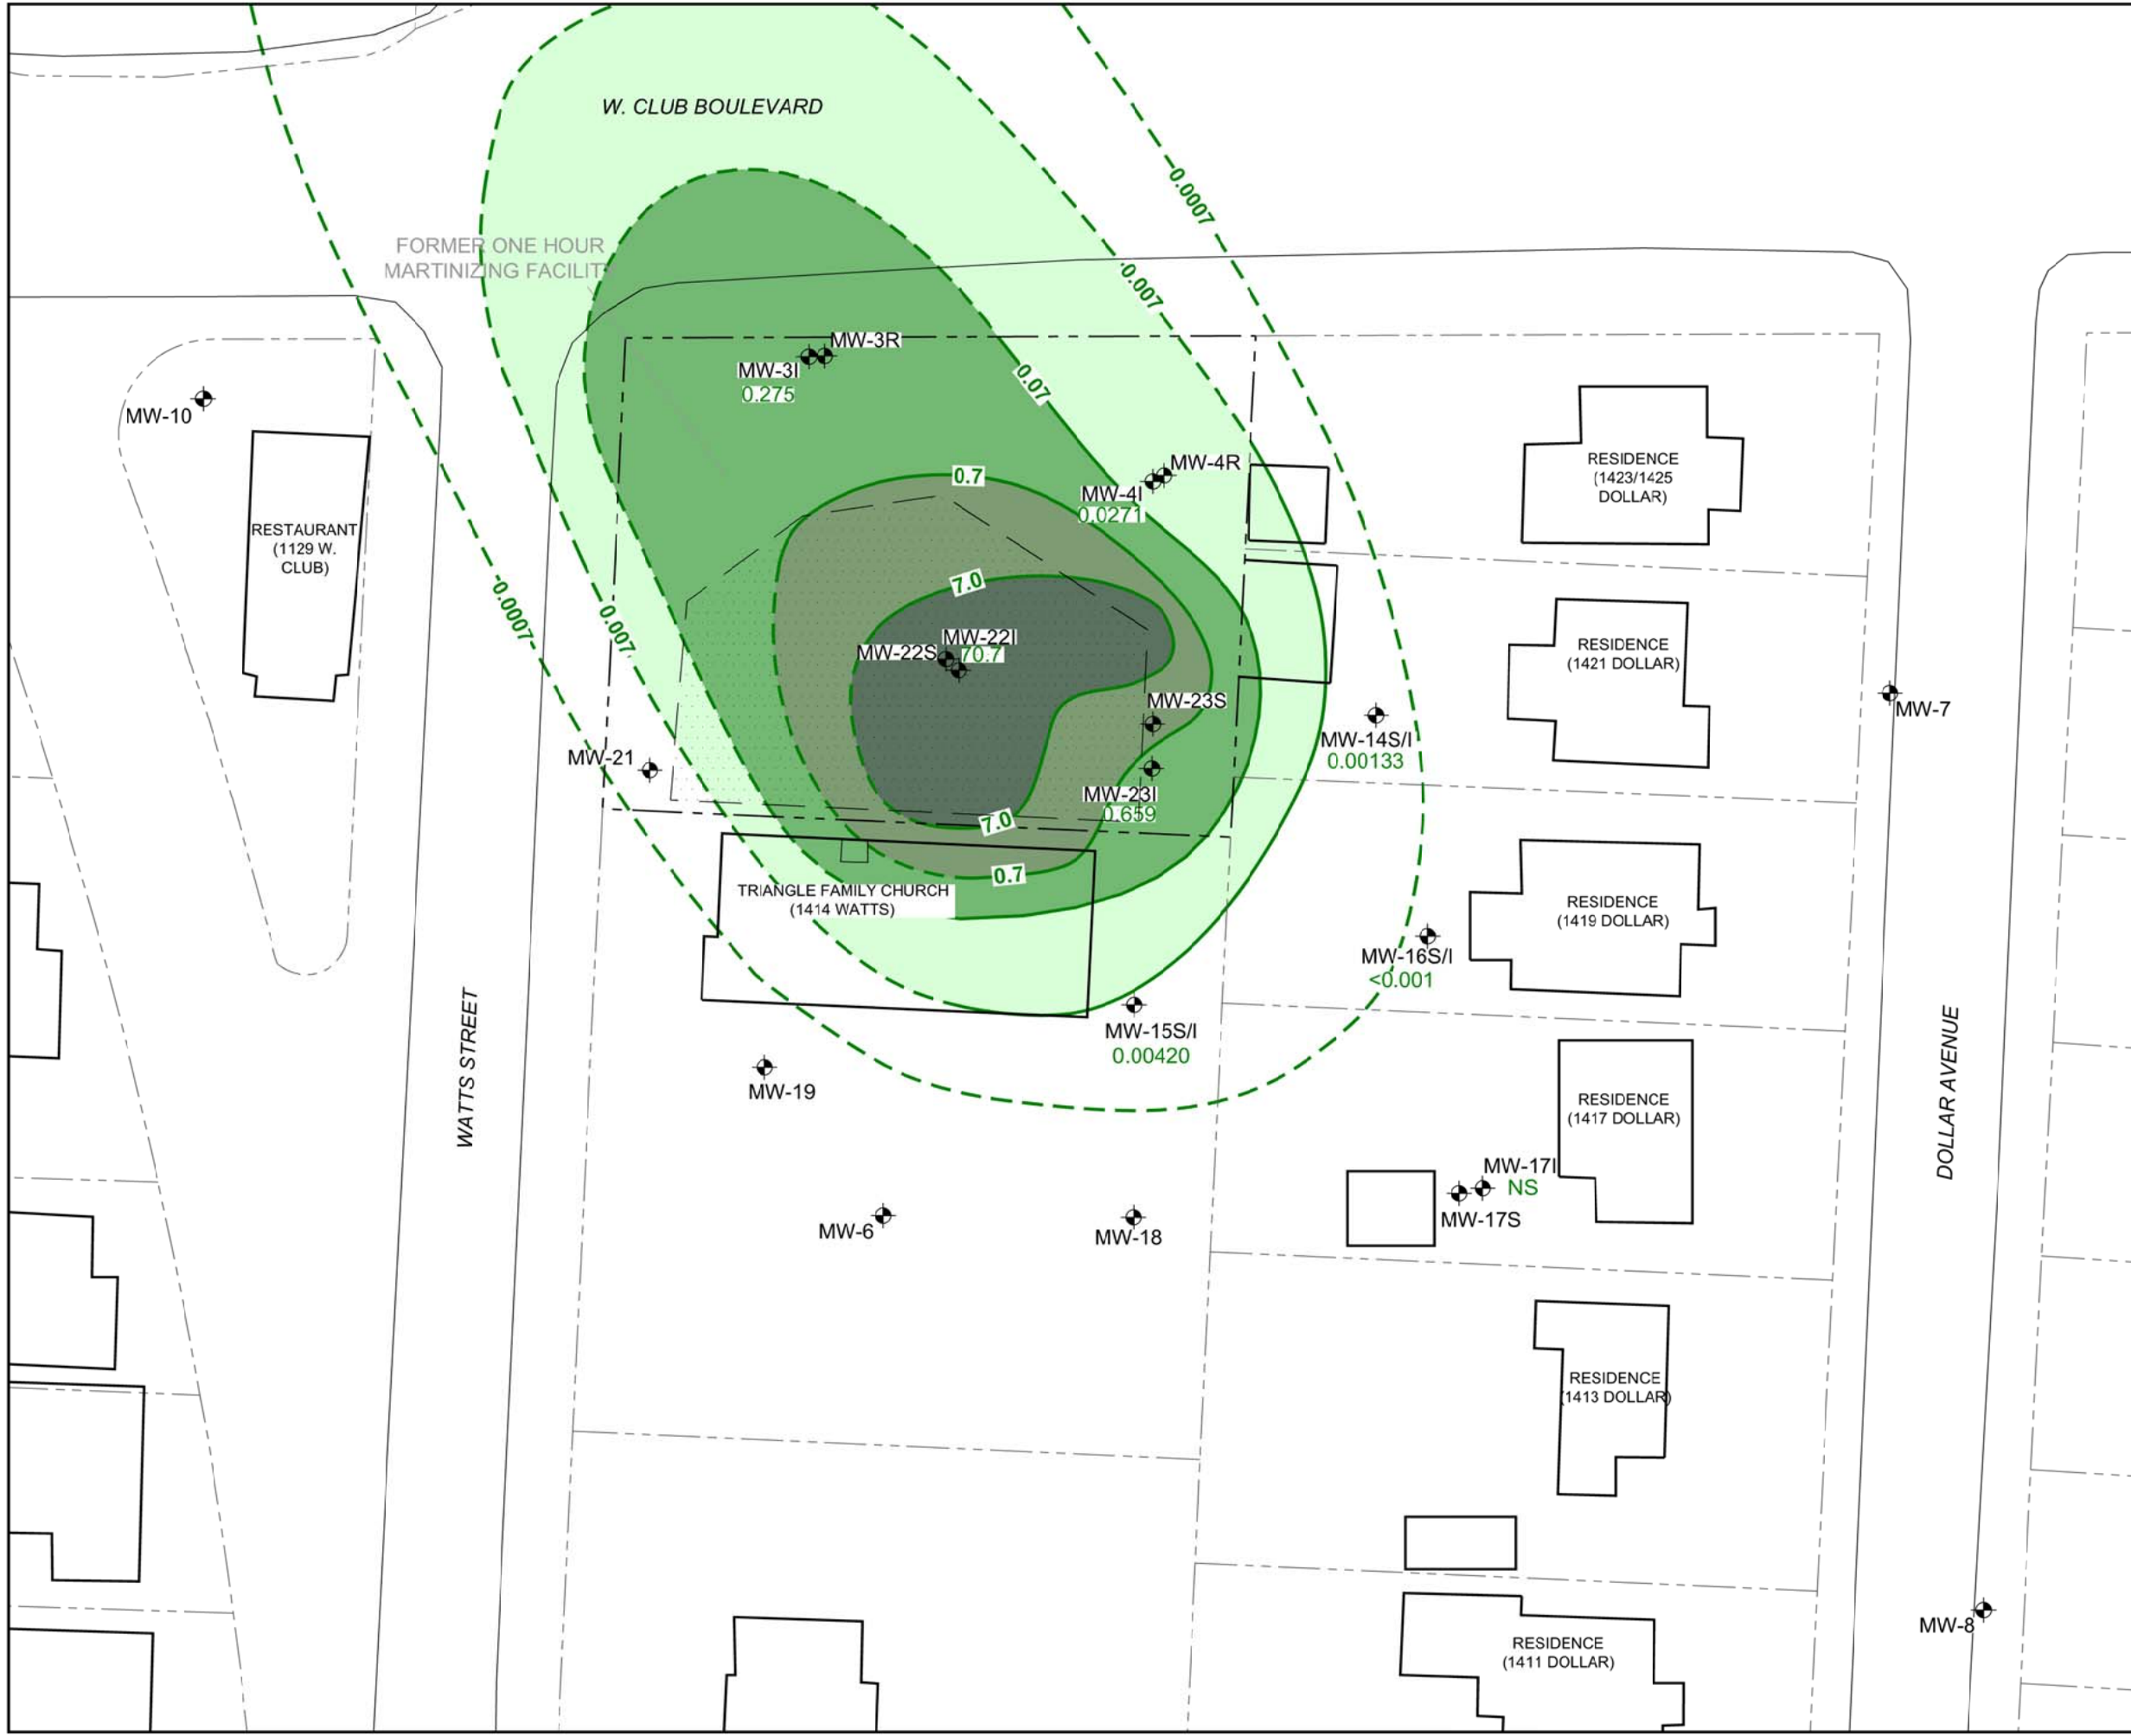 W. CLUB BOULEVARD
0.0007
FORMER ONE HOUR
MARTINIZING FACILIT
0.007
MW-3R
MW-3I
0.275
0.07
MW-10
MW-4R
MW-4I
0.0271
0.7
RESIDENCE
(1423/1425
DOLLAR)
RESTAURANT
(1129 W.
CLUB)
0.0007
0.007
7.0
MW-22I
MW-22S
70.7
RESIDENCE
(1421 DOLLAR)
MW-23S
MW-7
MW-14S/I
0.00133
MW-21
MW-23I
0.659
7.0
0.7
TRIANGLE FAMILY CHURCH
(1414 WATTS)
RESIDENCE
(1419 DOLLAR)
MW-16S/I
<0.001
MW-15S/I
0.00420
WATTS STREET
DOLLAR AVENUE
MW-19
RESIDENCE
(1417 DOLLAR)
MW-17I
NS
MW-17S
MW-6
MW-18
RESIDENCE
(1413 DOLLAR)
MW-8
RESIDENCE
(1411 DOLLAR)